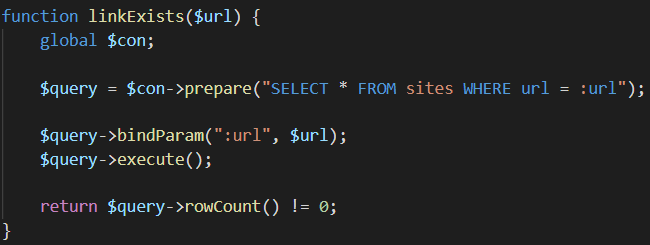 function linkExists($url) {
    global $con;

    $query = $con->prepare("SELECT * FROM sites WHERE url = :url");

    $query->bindParam(":url", $url);
    $query->execute();

    return $query->rowCount() != 0;
}